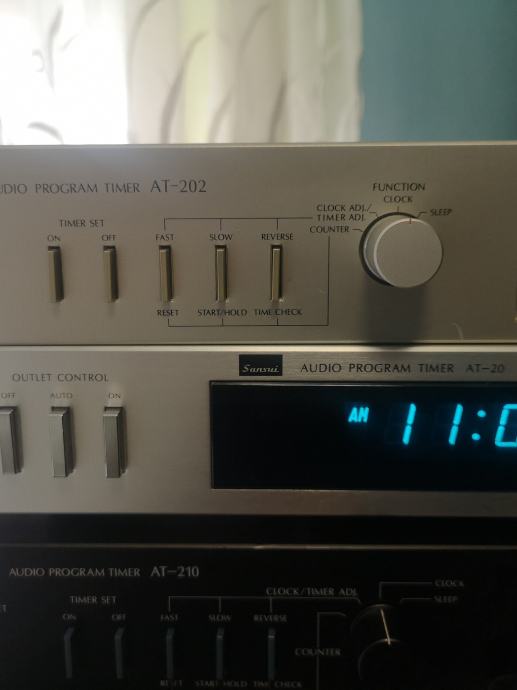 UDIO PROGRAM TIMER AT-202
FUNCTION
CLOCK
CLOCK ADJ./
TIMER ADJ.
SLEEP
COUNTER
TIMER SET
ON OFF FAST SLOW REVERSE
RESET START/HOLD TIME CHECK
Sansui AUDIO PROGRAM TIMER AT-20
OUTLET CONTROL
OFF AUTO ON
AM 11:0
AUDIO PROGRAM TIMER AT-210
CLOCK
CLOCK/TIMER ADJ.
SLEEP
TIMER SET
ON OFF FAST SLOW REVERSE
COUNTER
RESET START/HOLD TIME CHECK